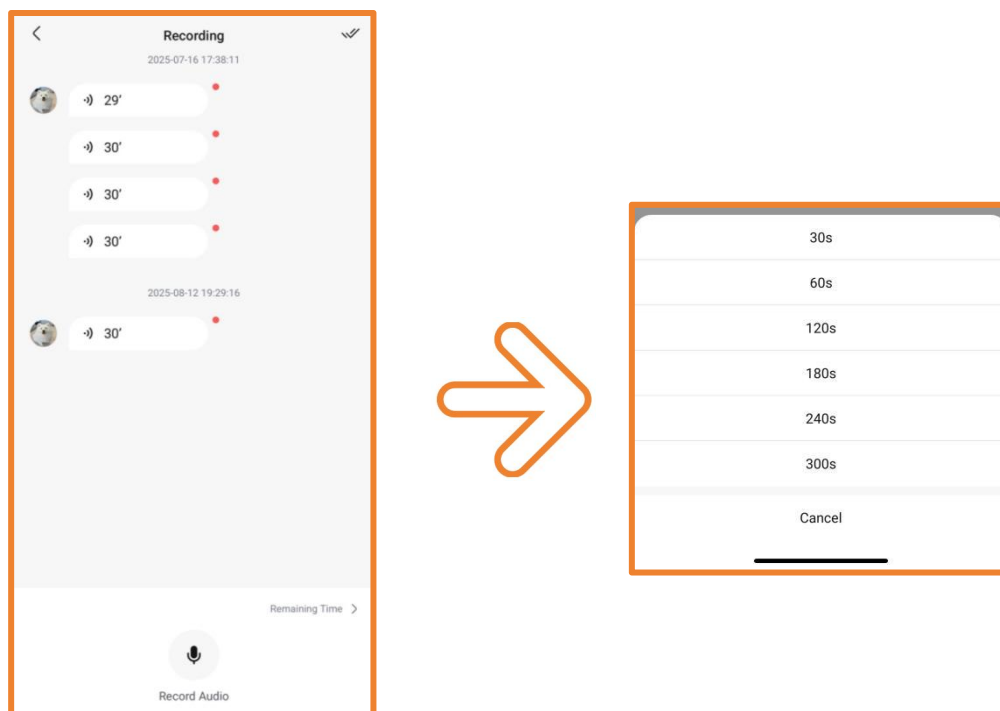 Recording
2025-07-16 17:38:11
29'
30'
30'
30'
2025-08-12 19:29:16
30'
Remaining Time
Record Audio
30s
60s
120s
180s
240s
300s
Cancel